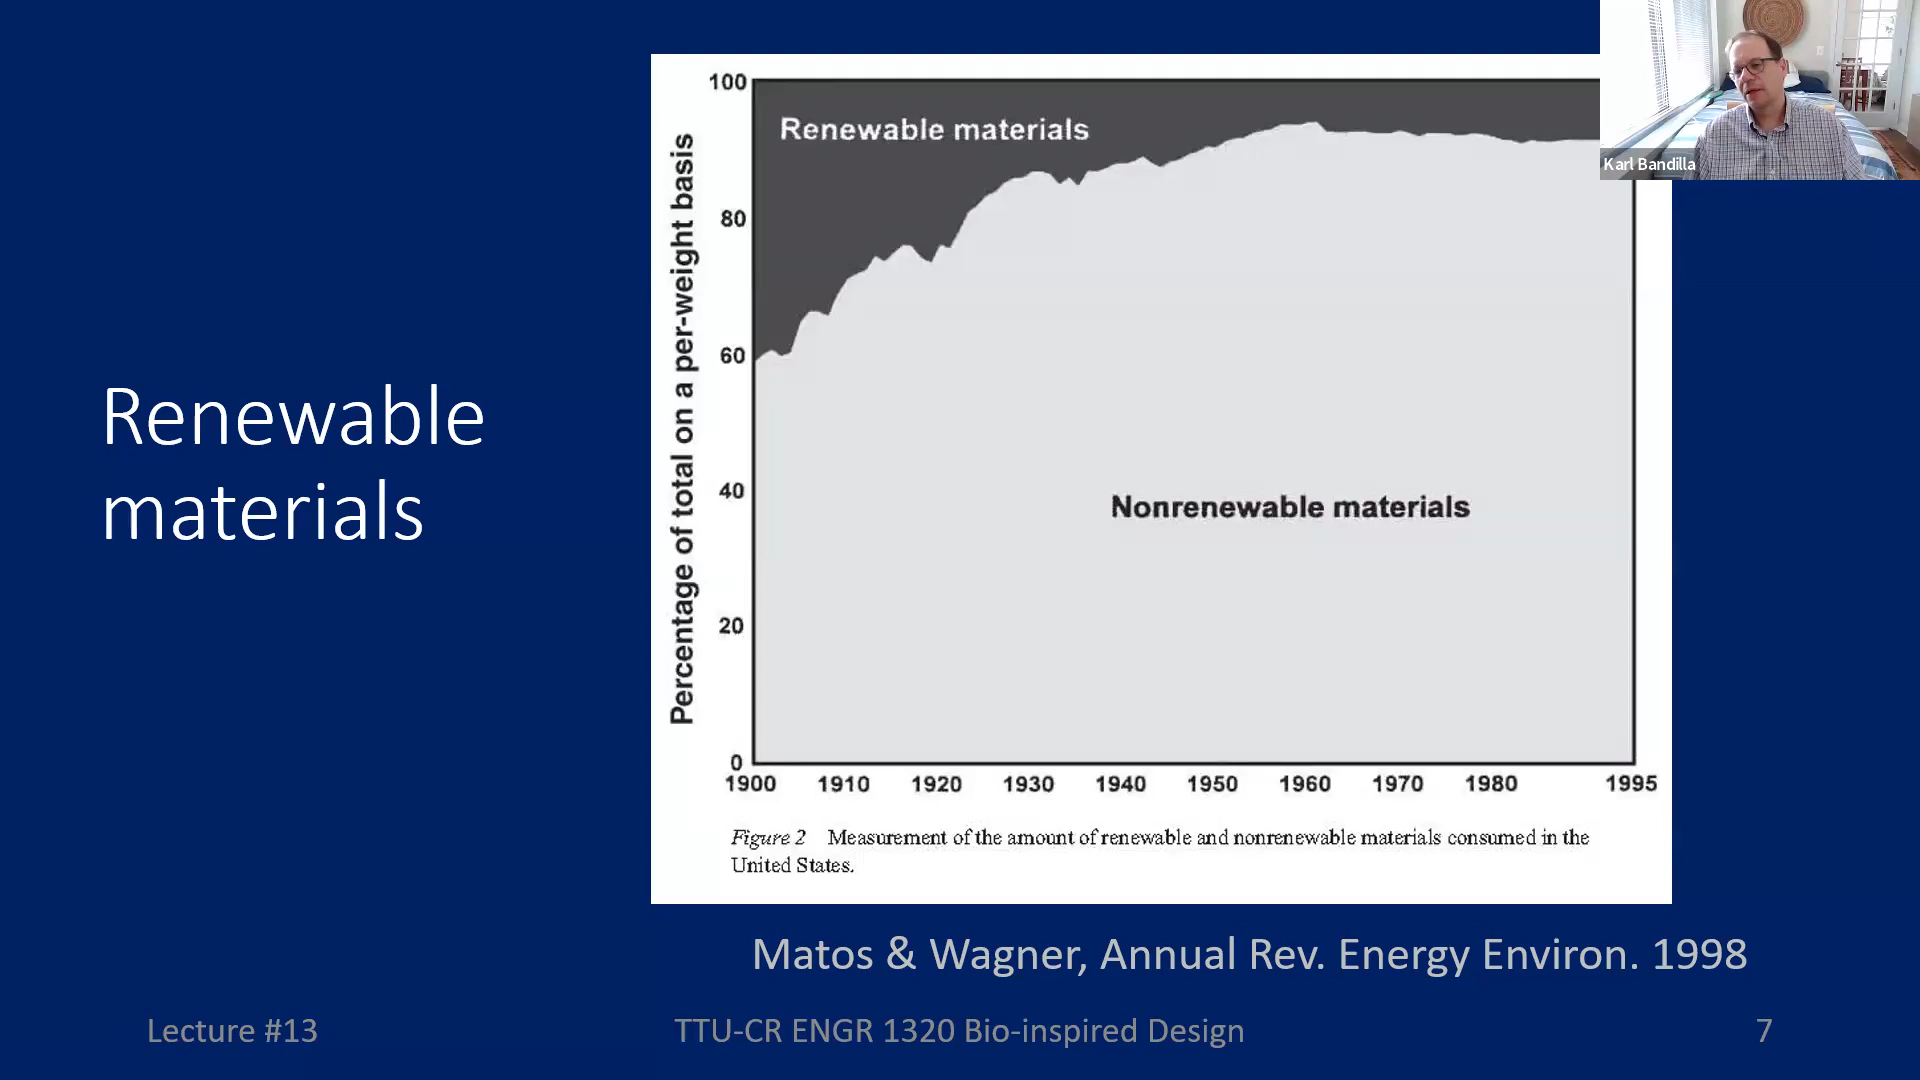 Renewable
materials
Percentage of total on a per-weight basis
100
80
60
40
20
0
Renewable materials
Nonrenewable materials
1900 1910 1920 1930 1940 1950 1960 1970 1980 1995
Figure 2 Measurement of the amount of renewable and nonrenewable materials consumed in the
United States.
Karl Bandilla
Matos & Wagner, Annual Rev. Energy Environ. 1998
Lecture #13
TTU-CR ENGR 1320 Bio-inspired Design
7